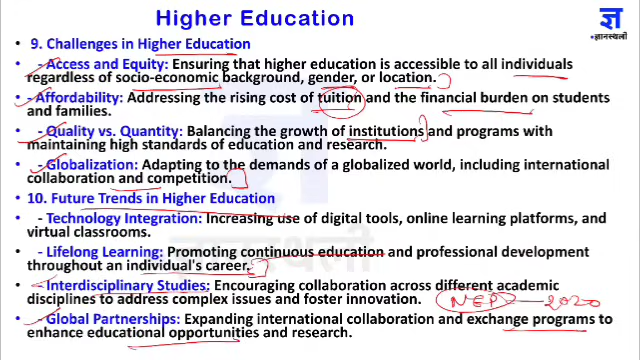 Higher Education
ज्ञ
ज्ञानस्थली
• 9. Challenges in Higher Education
• - Access and Equity: Ensuring that higher education is accessible to all individuals
regardless of socio-economic background, gender, or location.
• - Affordability: Addressing the rising cost of tuition and the financial burden on students
and families.
• - Quality vs. Quantity: Balancing the growth of institutions and programs with
maintaining high standards of education and research.
• - Globalization: Adapting to the demands of a globalized world, including international
collaboration and competition.
• 10. Future Trends in Higher Education
• - Technology Integration: Increasing use of digital tools, online learning platforms, and
virtual classrooms.
• - Lifelong Learning: Promoting continuous education and professional development
throughout an individual's career.
• - Interdisciplinary Studies: Encouraging collaboration across different academic
disciplines to address complex issues and foster innovation. NEP - 2020
• - Global Partnerships: Expanding international collaboration and exchange programs to
enhance educational opportunities and research.